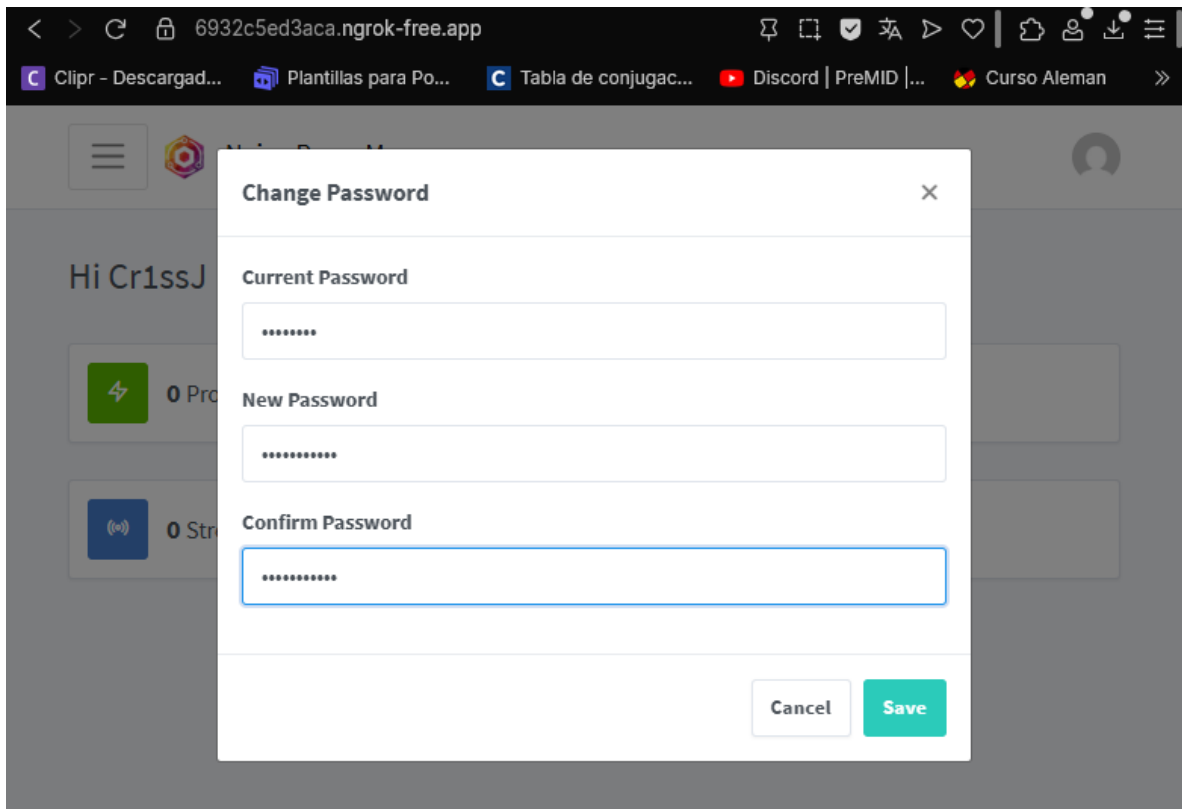 6932c5ed3aca.ngrok-free.app
C Clipr - Descargad... Plantillas para Po... C Tabla de conjugac... Discord | PreMID |... Curso Aleman »
Change Password ×
Hi Cr1ssJ
Current Password
••••••••
0 Pro
New Password
•••••••••••
0 Str
Confirm Password
•••••••••••
Cancel Save